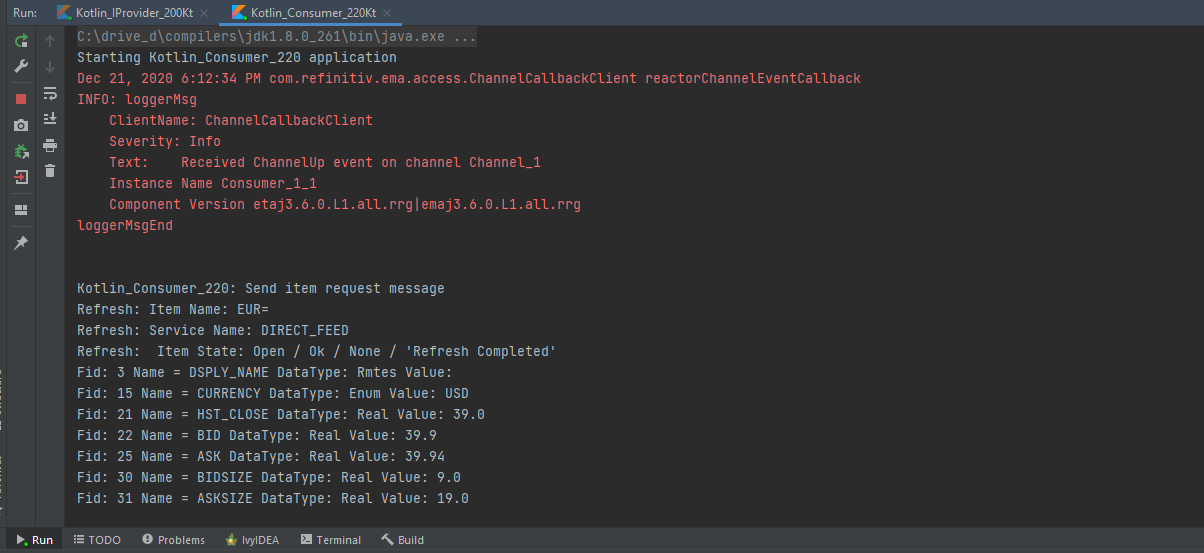 Run: Kotlin_IProvider_200Kt × Kotlin_Consumer_220Kt ×
C:\drive_d\compilers\jdk1.8.0_261\bin\java.exe ...
Starting Kotlin_Consumer_220 application
Dec 21, 2020 6:12:34 PM com.refinitiv.ema.access.ChannelCallbackClient reactorChannelEventCallback
INFO: loggerMsg
    ClientName: ChannelCallbackClient
    Severity: Info
    Text:    Received ChannelUp event on channel Channel_1
    Instance Name Consumer_1_1
    Component Version etaj3.6.0.L1.all.rrg|emaj3.6.0.L1.all.rrg
loggerMsgEnd
Kotlin_Consumer_220: Send item request message
Refresh: Item Name: EUR=
Refresh: Service Name: DIRECT_FEED
Refresh:  Item State: Open / Ok / None / 'Refresh Completed'
Fid: 3 Name = DSPLY_NAME DataType: Rmtes Value:
Fid: 15 Name = CURRENCY DataType: Enum Value: USD
Fid: 21 Name = HST_CLOSE DataType: Real Value: 39.0
Fid: 22 Name = BID DataType: Real Value: 39.9
Fid: 25 Name = ASK DataType: Real Value: 39.94
Fid: 30 Name = BIDSIZE DataType: Real Value: 9.0
Fid: 31 Name = ASKSIZE DataType: Real Value: 19.0
Run TODO Problems IvyIDEA Terminal Build